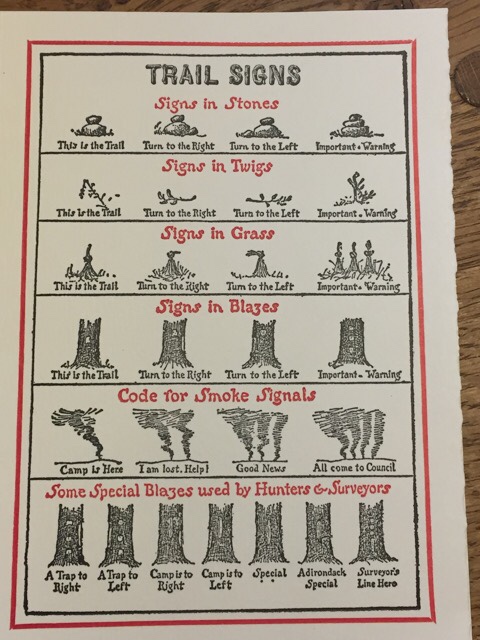 TRAIL SIGNS
Signs in Stones
This is the Trail Turn to the Right Turn to the Left Important - Warning
Signs in Twigs
This is the Trail Turn to the Right Turn to the Left Important - Warning
Signs in Grass
This is the Trail Turn to the Right Turn to the Left Important - Warning
Signs in Blazes
This is the Trail Turn to the Right Turn to the Left Important - Warning
Code for Smoke Signals
Camp is Here I am lost. Help! Good News All come to Council
Some Special Blazes used by Hunters & Surveyors
A Trap to A Trap to Camp is to Camp is to Special Adirondack Surveyor's
Right Left Right Left Special Line Hero